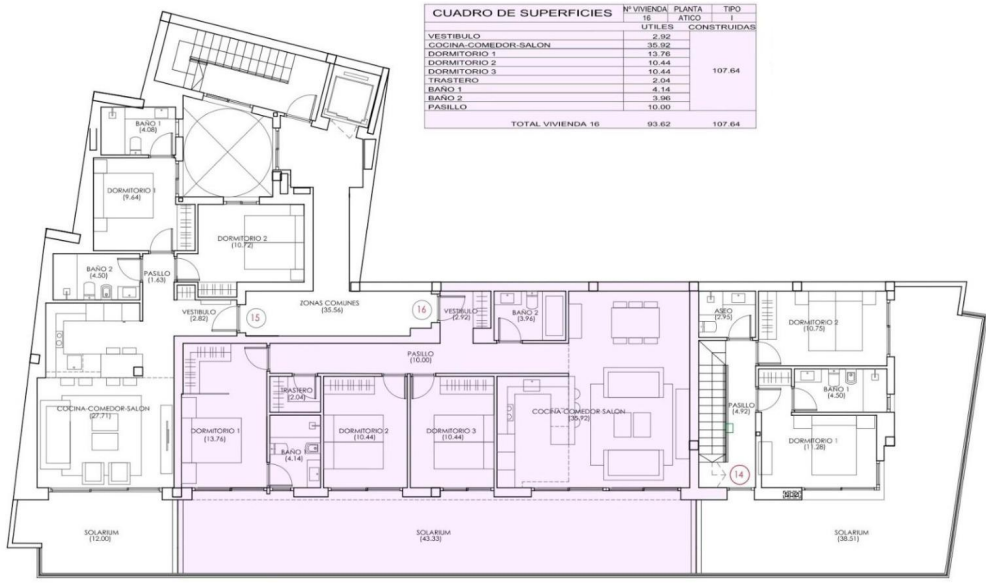 CUADRO DE SUPERFICIES
Nº VIVIENDA PLANTA TIPO
16 ATICO I
UTILES CONSTRUIDAS
VESTIBULO 2.92
COCINA-COMEDOR-SALON 35.92
DORMITORIO 1 13.76
DORMITORIO 2 10.44
DORMITORIO 3 10.44
107.64
TRASTERO 2.04
BAÑO 1 4.14
BAÑO 2 3.96
PASILLO 10.00
TOTAL VIVIENDA 16 93.62 107.64
BAÑO 1
(4.08)
DORMITORIO 1
(9.64)
DORMITORIO 2
(10.72)
BAÑO 2
(4.50)
PASILLO
(1.63)
VESTIBULO
(2.82)
15
ZONAS COMUNES
(35.56)
16
VESTIBULO
(2.92)
BAÑO 2
(3.96)
ASEO
(2.95)
DORMITORIO 2
(10.75)
PASILLO
(10.00)
TRASTERO
(2.04)
COCINA-COMEDOR-SALON
(27.71)
DORMITORIO 1
(13.76)
BAÑO 1
(4.14)
DORMITORIO 2
(10.44)
DORMITORIO 3
(10.44)
COCINA-COMEDOR-SALON
(35.92)
PASILLO
(4.92)
BAÑO 1
(4.50)
DORMITORIO 1
(11.28)
14
SOLARIUM
(12.00)
SOLARIUM
(43.33)
SOLARIUM
(38.51)